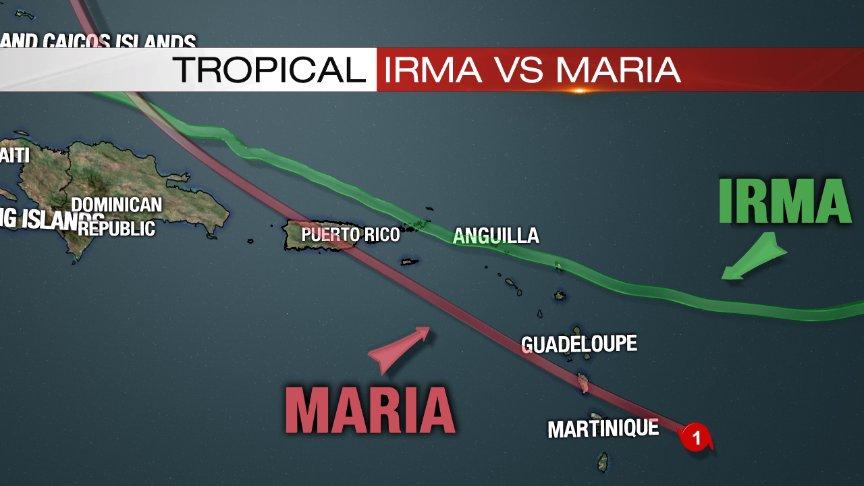 AND CAICOS ISLANDS
TROPICAL IRMA VS MARIA
AITI
DOMINICAN
REPUBLIC
NG ISLANDS
PUERTO RICO
ANGUILLA
IRMA
GUADELOUPE
MARIA
MARTINIQUE
1